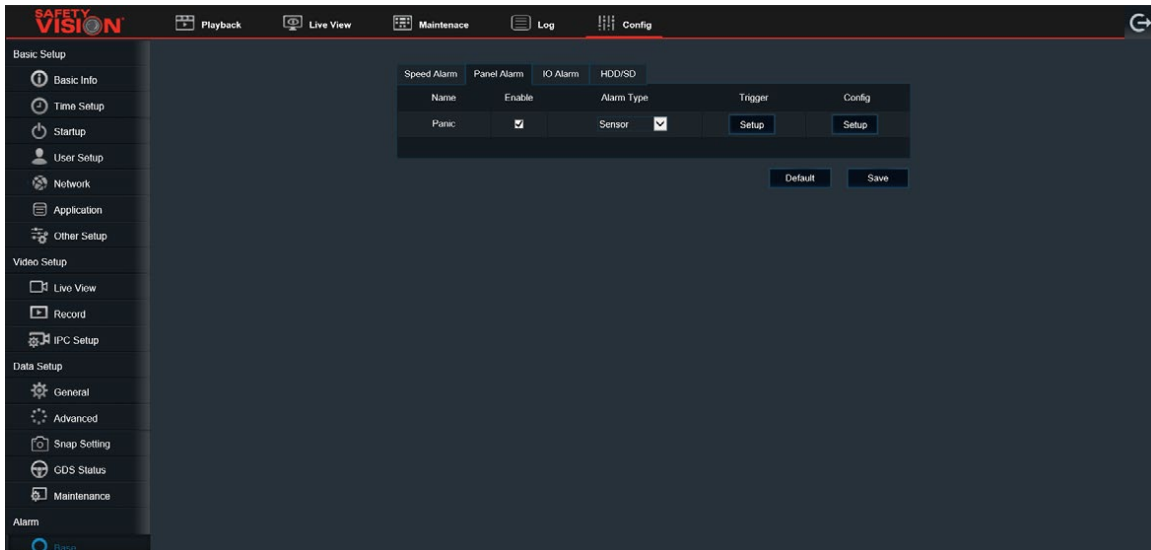 SAFETY
VISION
Playback
Live View
Maintenace
Log
Config
Basic Setup
Basic Info
Time Setup
Startup
User Setup
Network
Application
Other Setup
Video Setup
Live View
Record
IPC Setup
Data Setup
General
Advanced
Snap Setting
GDS Status
Maintenance
Alarm
Base
Speed Alarm Panel Alarm IO Alarm HDD/SD
Name Enable Alarm Type Trigger Config
Panic Sensor Setup Setup
Default Save